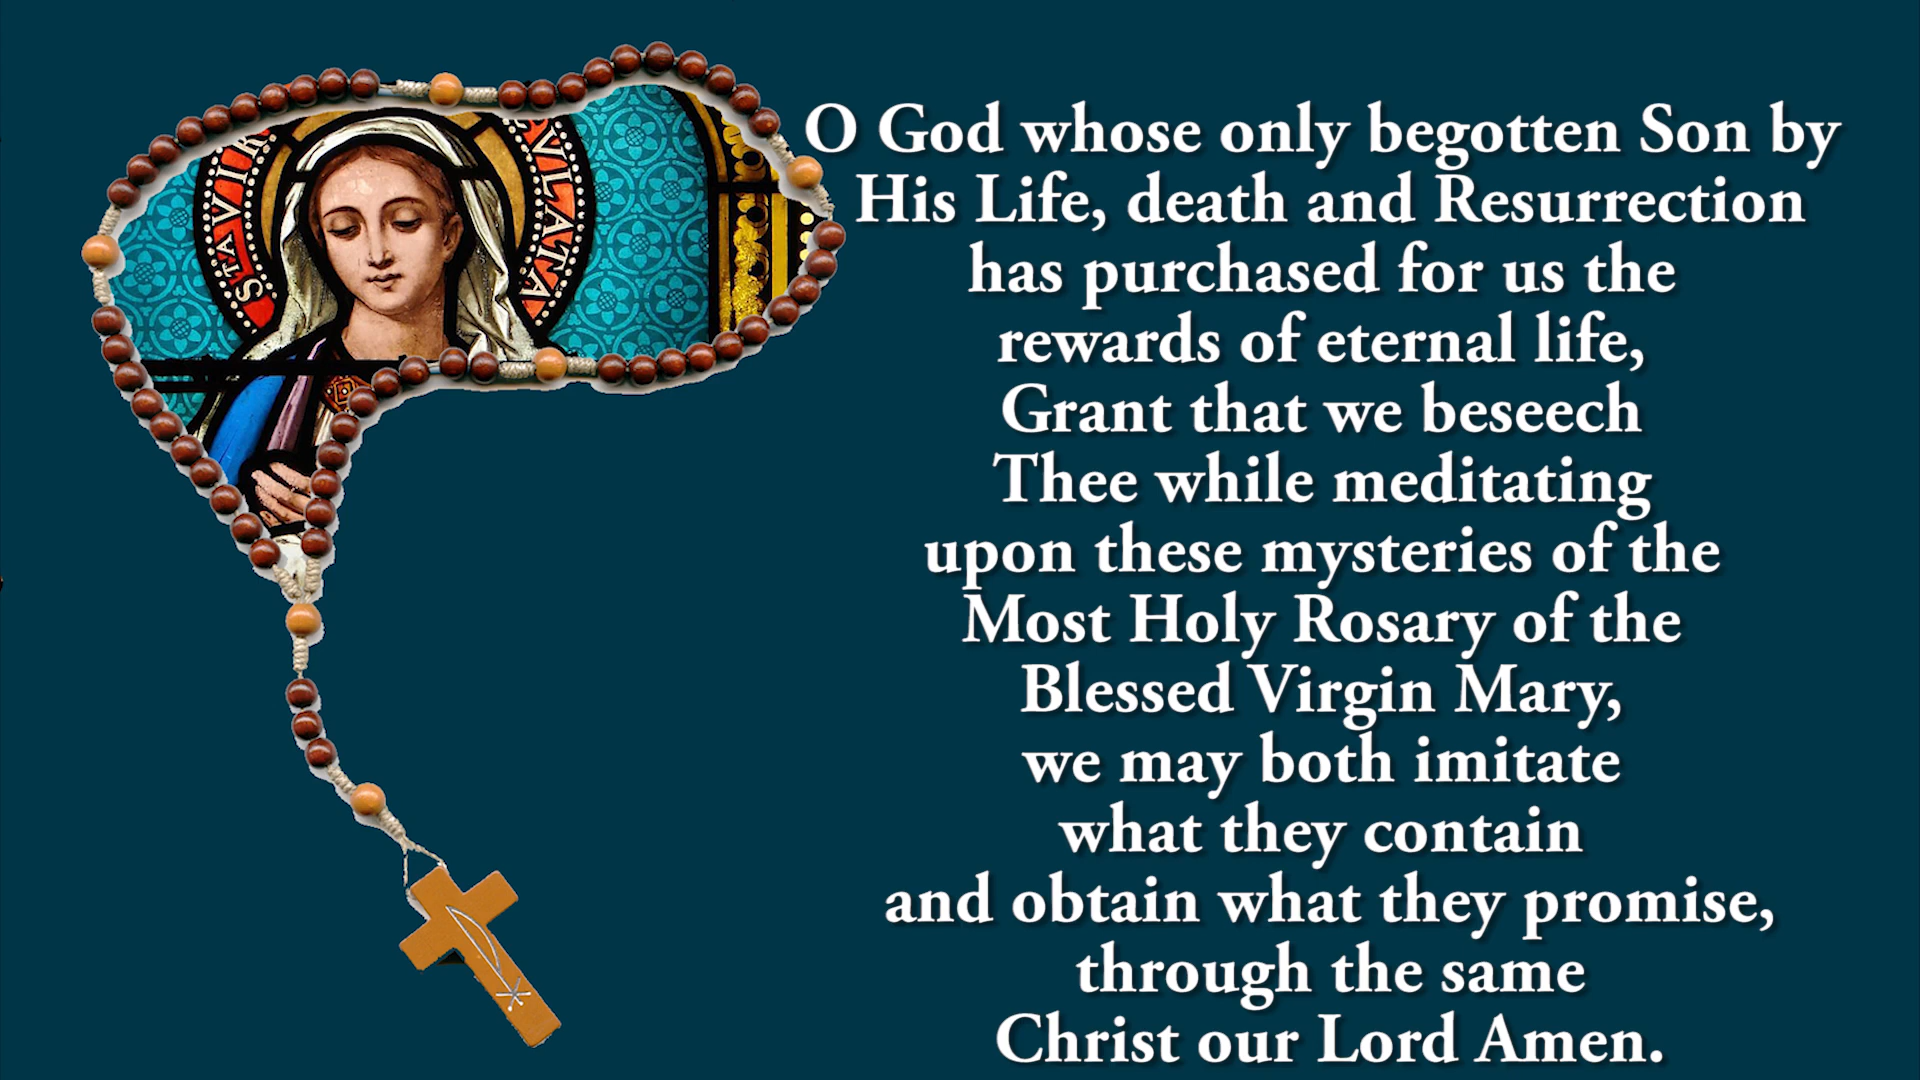 STA VIR
VLATA
O God whose only begotten Son by
His Life, death and Resurrection
has purchased for us the
rewards of eternal life,
Grant that we beseech
Thee while meditating
upon these mysteries of the
Most Holy Rosary of the
Blessed Virgin Mary,
we may both imitate
what they contain
and obtain what they promise,
through the same
Christ our Lord Amen.